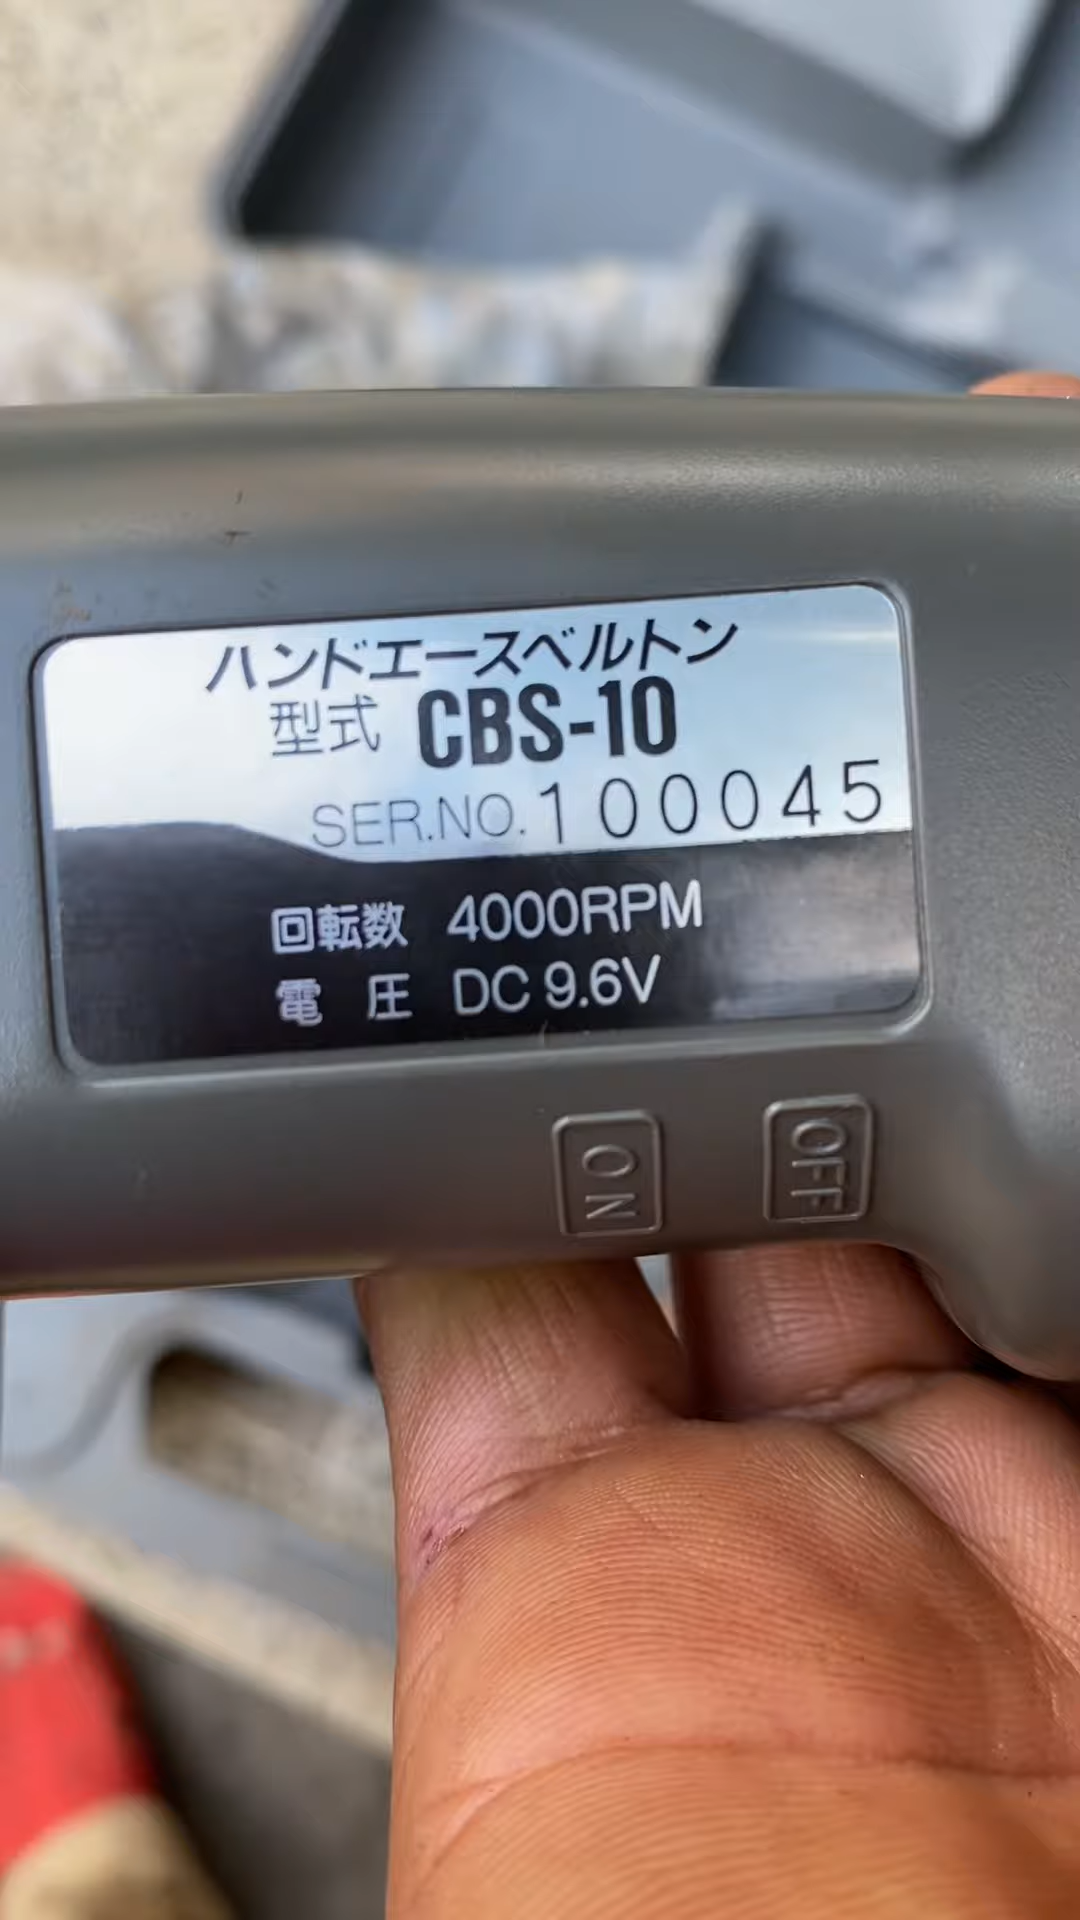 ハンドエースベルトン
型式 CBS-10
SER.NO. 100045
回転数 4000RPM
電 圧 DC 9.6V
ON
OFF